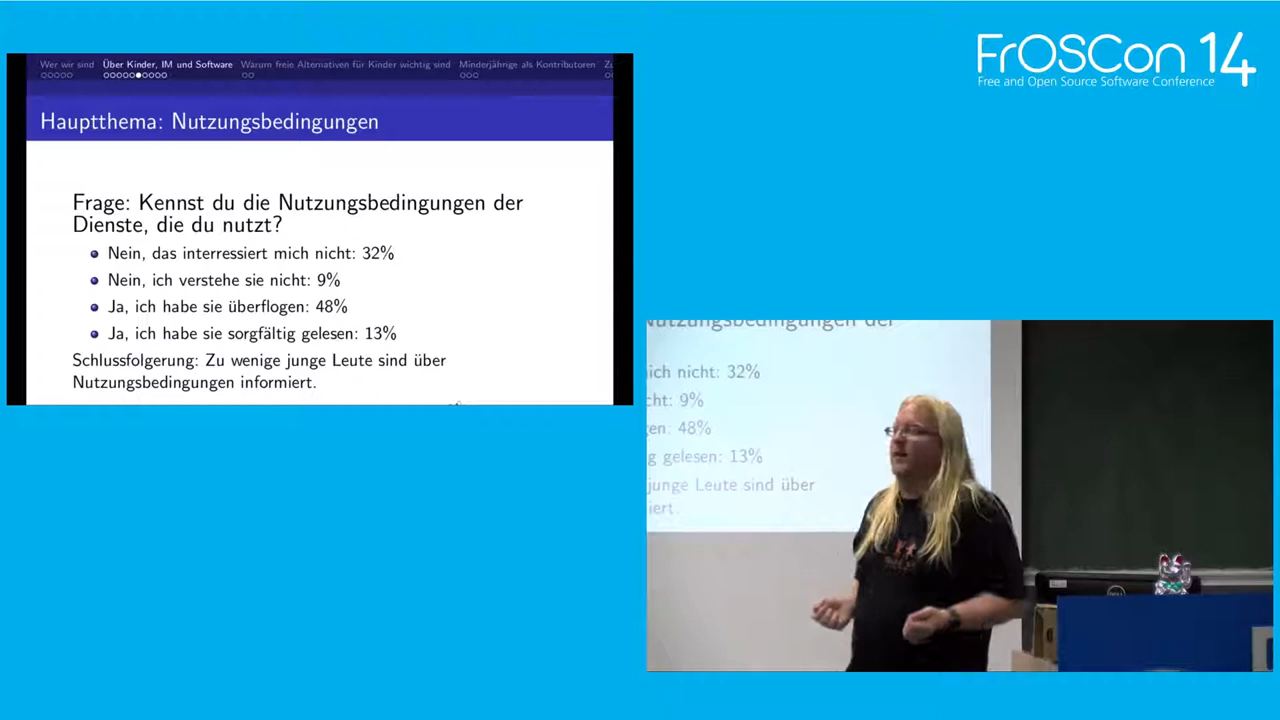 Wer wir sind Über Kinder, IM und Software Warum freie Alternativen für Kinder wichtig sind Minderjährige als Kontributoren
Hauptthema: Nutzungsbedingungen
Frage: Kennst du die Nutzungsbedingungen der
Dienste, die du nutzt?
Nein, das interressiert mich nicht: 32%
Nein, ich verstehe sie nicht: 9%
Ja, ich habe sie überflogen: 48%
Ja, ich habe sie sorgfältig gelesen: 13%
Schlussfolgerung: Zu wenige junge Leute sind über
Nutzungsbedingungen informiert.
FrOSCon 14
Free and Open Source Software Conference
Nutzungsbedingungen der
ich nicht: 32%
cht: 9%
gen: 48%
g gelesen: 13%
junge Leute sind über
iert.
DELL